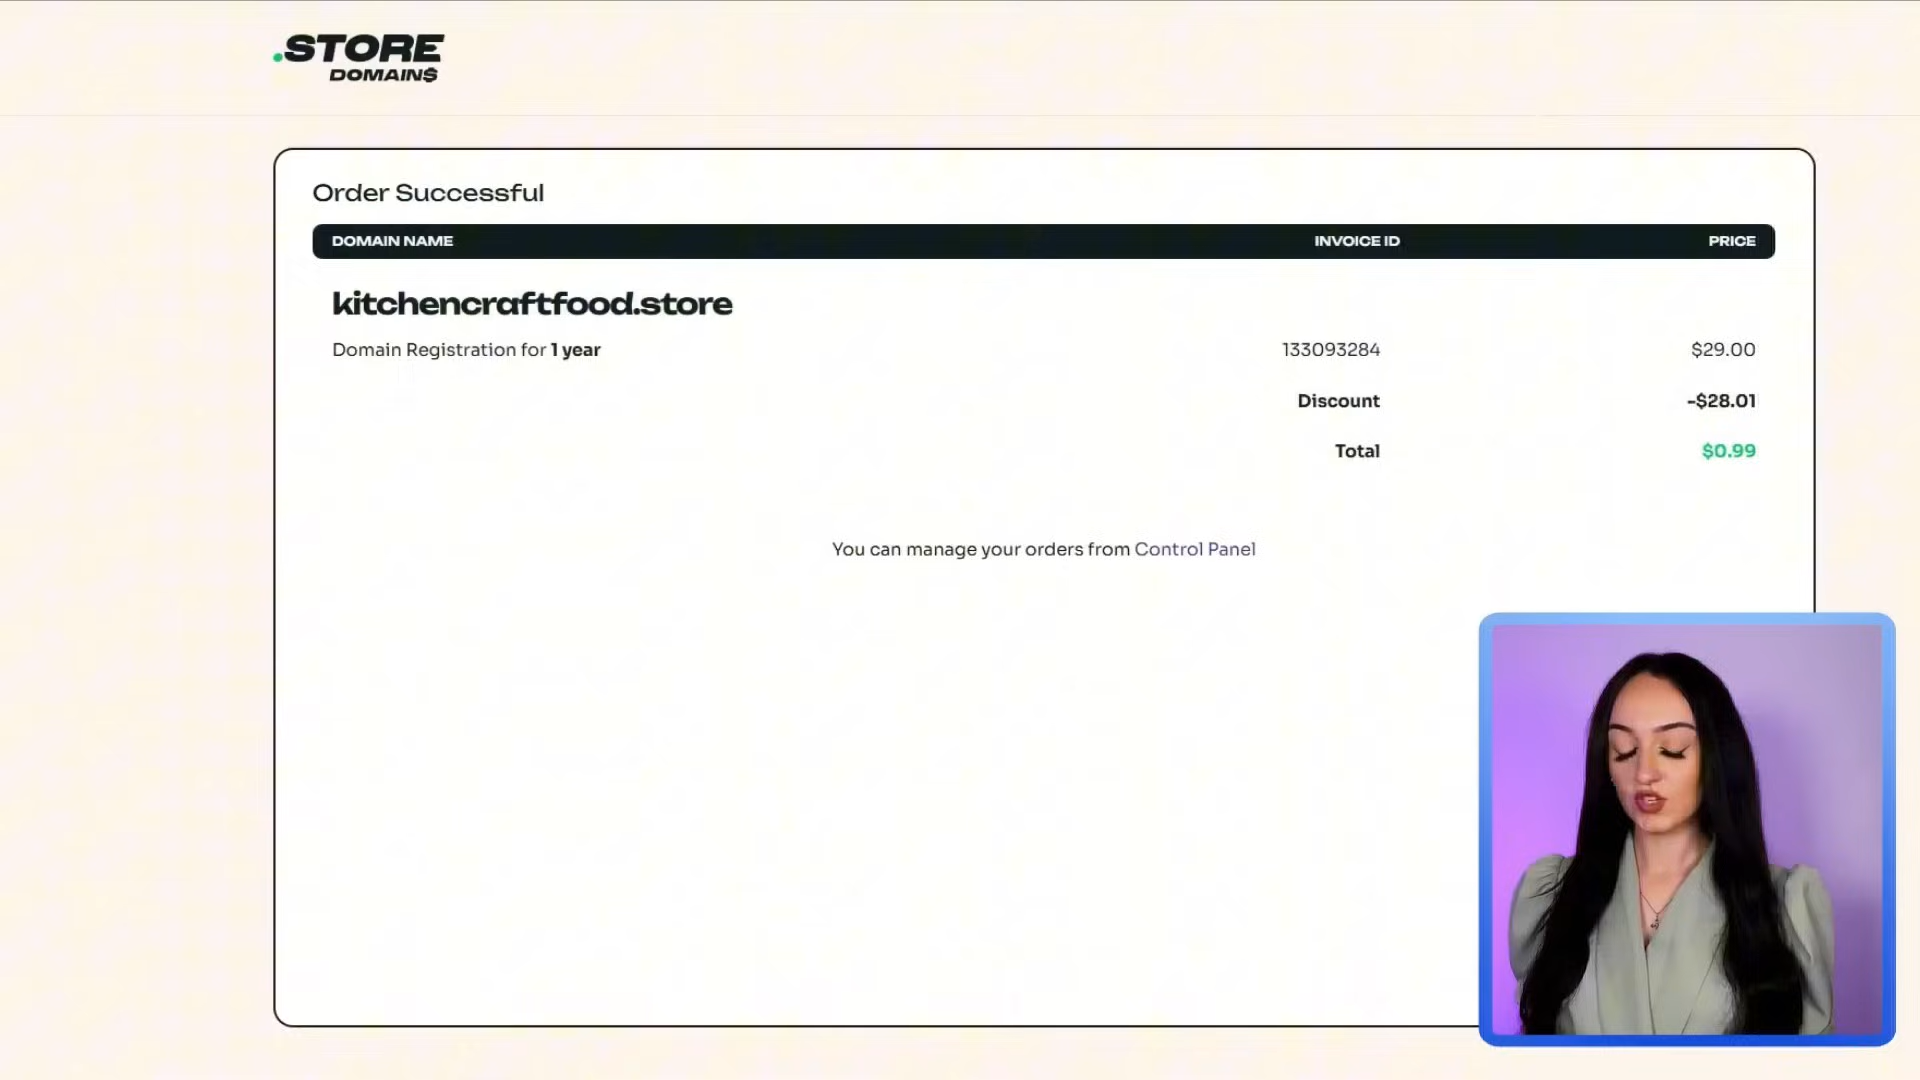 .STORE
DOMAIN$
Order Successful
DOMAIN NAME INVOICE ID PRICE
kitchencraftfood.store
Domain Registration for 1 year 133093284 $29.00
Discount -$28.01
Total $0.99
You can manage your orders from Control Panel